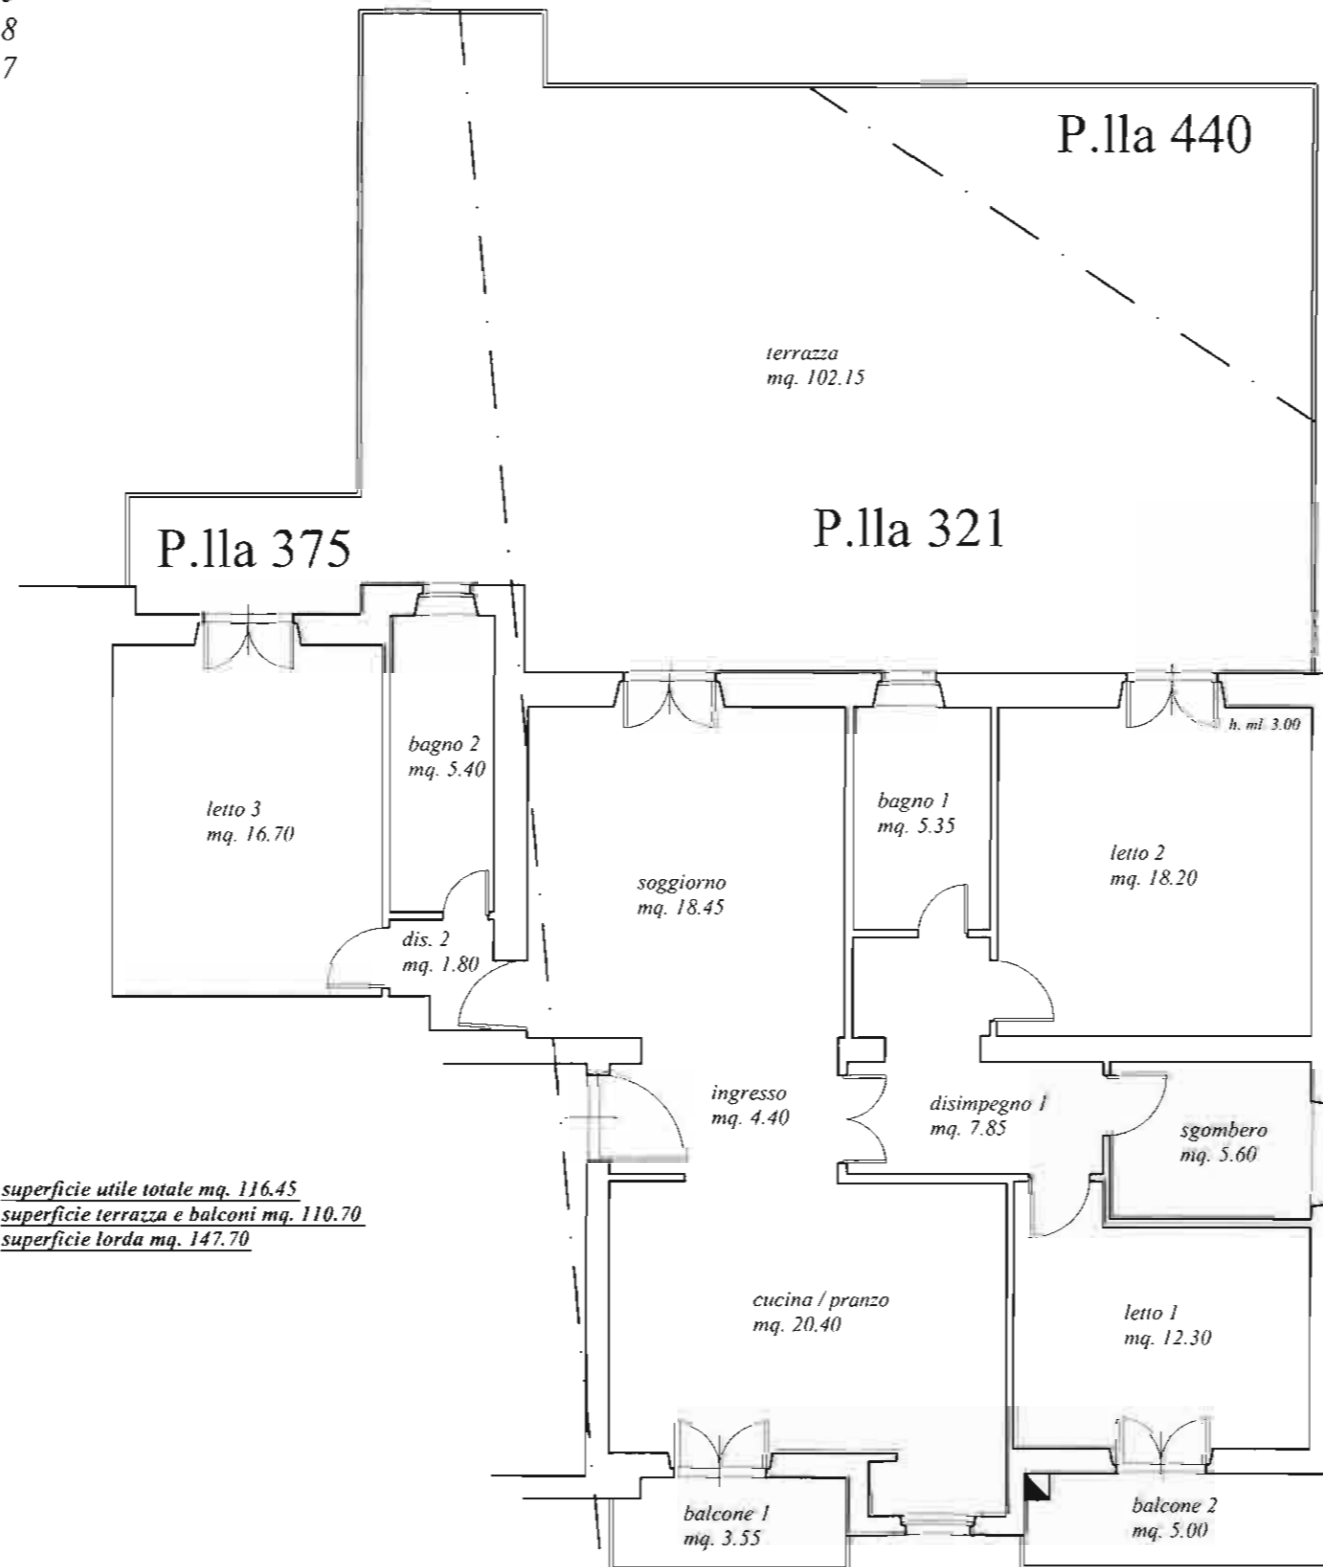 8
7
P.lla 440
terrazza
mq. 102.15
P.lla 321
P.lla 375
h. ml. 3.00
bagno 2
mq. 5.40
letto 3
mq. 16.70
bagno 1
mq. 5.35
letto 2
mq. 18.20
soggiorno
mq. 18.45
dis. 2
mq. 1.80
ingresso
mq. 4.40
disimpegno 1
mq. 7.85
sgombero
mq. 5.60
superficie utile totale mq. 116.45
superficie terrazza e balconi mq. 110.70
superficie lorda mq. 147.70
cucina / pranzo
mq. 20.40
letto 1
mq. 12.30
balcone 1
mq. 3.55
balcone 2
mq. 5.00